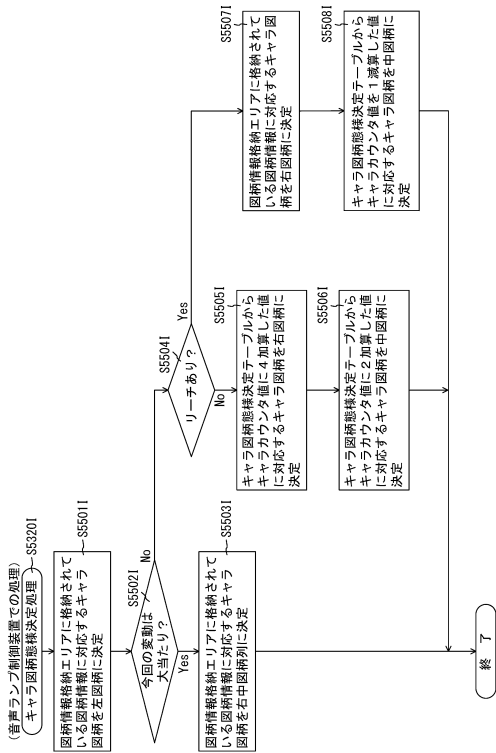 (音声ランプ制御装置での処理)
キャラ図柄態様決定処理
S5320I
S5501I
図柄情報格納エリアに格納されて
いる図柄情報に対応するキャラ
図柄を左図柄に決定
S5502I
今回の変動は
大当たり?
No
Yes
S5503I
図柄情報格納エリアに格納されて
いる図柄情報に対応するキャラ
図柄を右中図柄列に決定
S5504I
リーチあり?
Yes
No
S5505I
キャラ図柄態様決定テーブルから
キャラカウンタ値に4加算した値
に対応するキャラ図柄を右図柄に
決定
S5506I
キャラ図柄態様決定テーブルから
キャラカウンタ値に2加算した値
に対応するキャラ図柄を中図柄に
決定
S5507I
図柄情報格納エリアに格納されて
いる図柄情報に対応するキャラ図
柄を右図柄に決定
S5508I
キャラ図柄態様決定テーブルから
キャラカウンタ値を1減算した値
に対応するキャラ図柄を中図柄に
決定
終 了